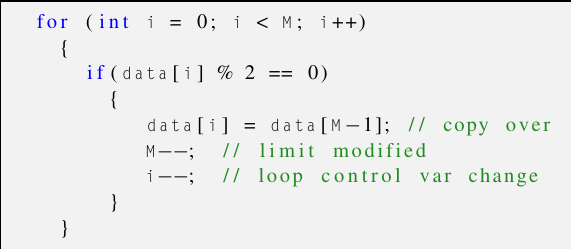 for (int i = 0; i < M; i++)
{
if(data[i] % 2 == 0)
{
data[i] = data[M−1]; // copy over
M−−; // limit modified
i−−; // loop control var change
}
}